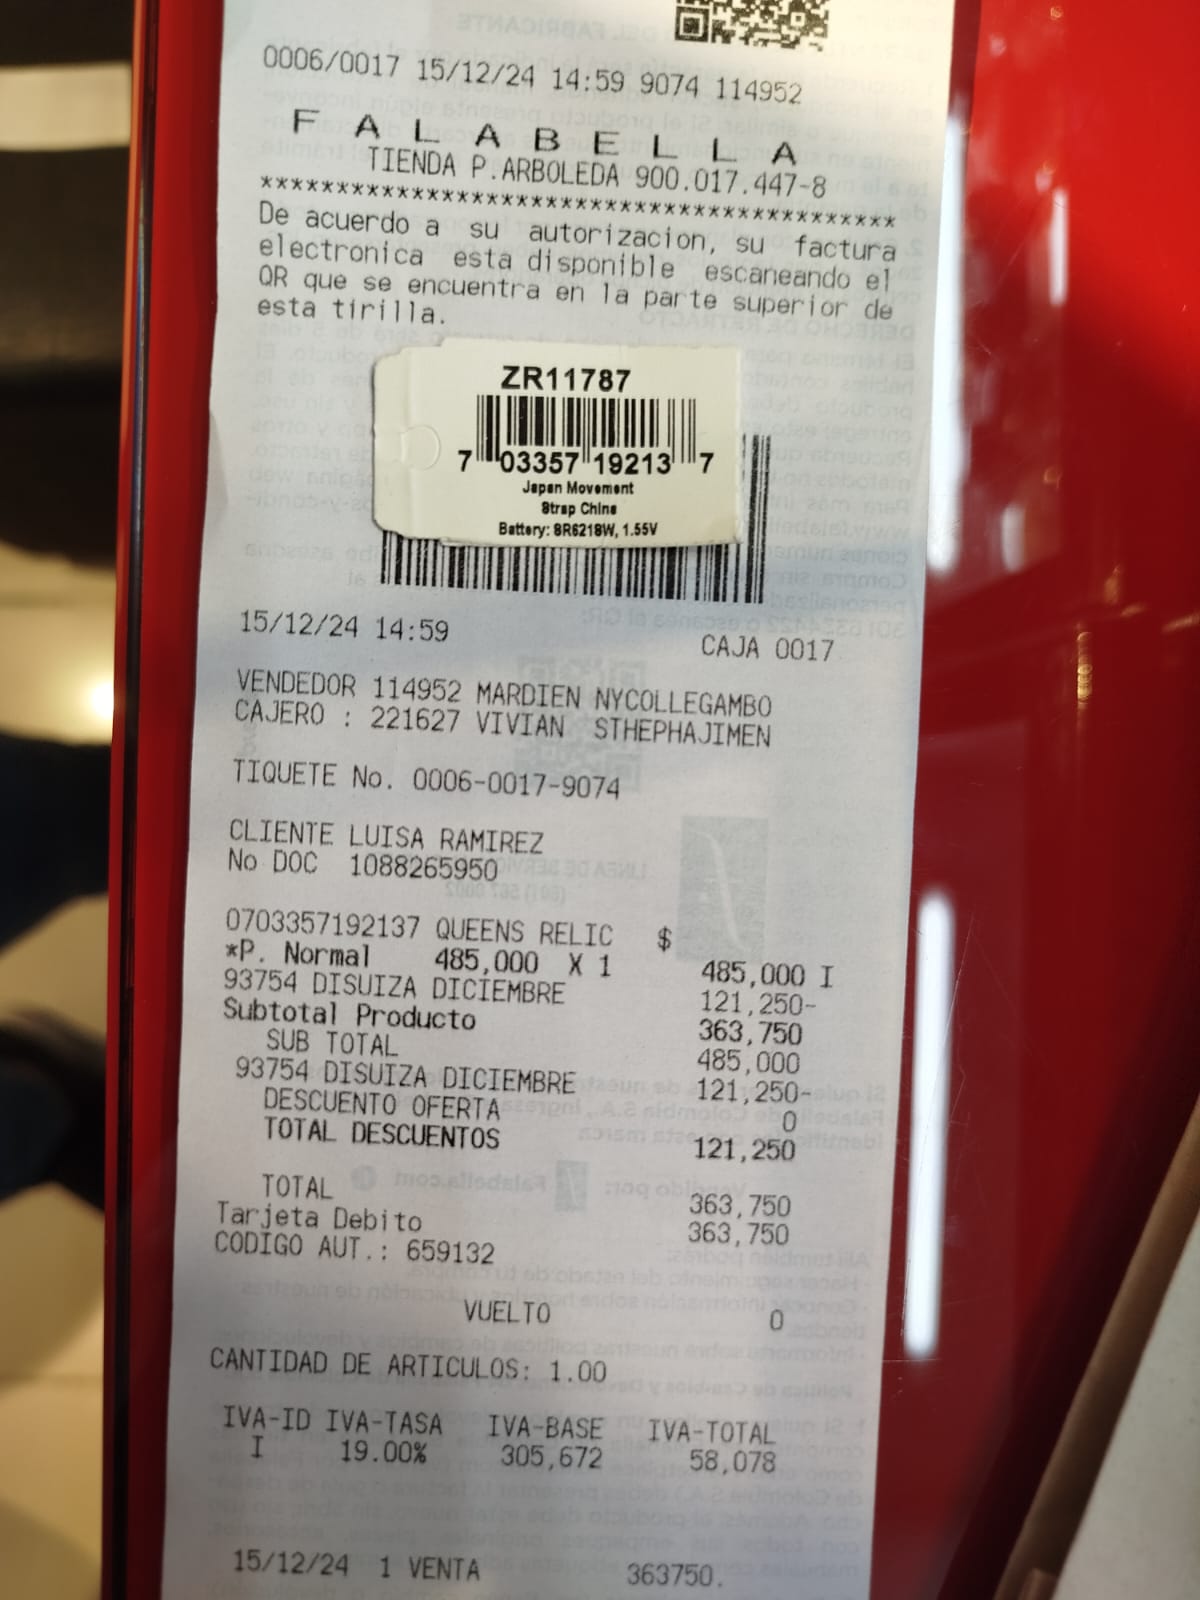 0006/0017 15/12/24 14:59 9074 114952
FALABELLA
TIENDA P.ARBOLEDA 900.017.447-8
******************************************
De acuerdo a su autorizacion, su factura
electronica esta disponible escaneando el
QR que se encuentra en la parte superior de
esta tirilla.
ZR11787
7 03357 19213 7
Japan Movement
Strap China
Battery: SR621SW, 1.55V
15/12/24 14:59 CAJA 0017
VENDEDOR 114952 MARDIEN NYCOLLEGAMBO
CAJERO : 221627 VIVIAN STHEPHAJIMEN
TIQUETE No. 0006-0017-9074
CLIENTE LUISA RAMIREZ
No DOC 1088265950
0703357192137 QUEENS RELIC $
*P. Normal 485,000 X 1 485,000 I
93754 DISUIZA DICIEMBRE 121,250-
Subtotal Producto 363,750
SUB TOTAL 485,000
93754 DISUIZA DICIEMBRE 121,250-
DESCUENTO OFERTA 0
TOTAL DESCUENTOS 121,250
TOTAL 363,750
Tarjeta Debito 363,750
CODIGO AUT.: 659132
VUELTO 0
CANTIDAD DE ARTICULOS: 1.00
IVA-ID IVA-TASA IVA-BASE IVA-TOTAL
I 19.00% 305,672 58,078
15/12/24 1 VENTA 363750.